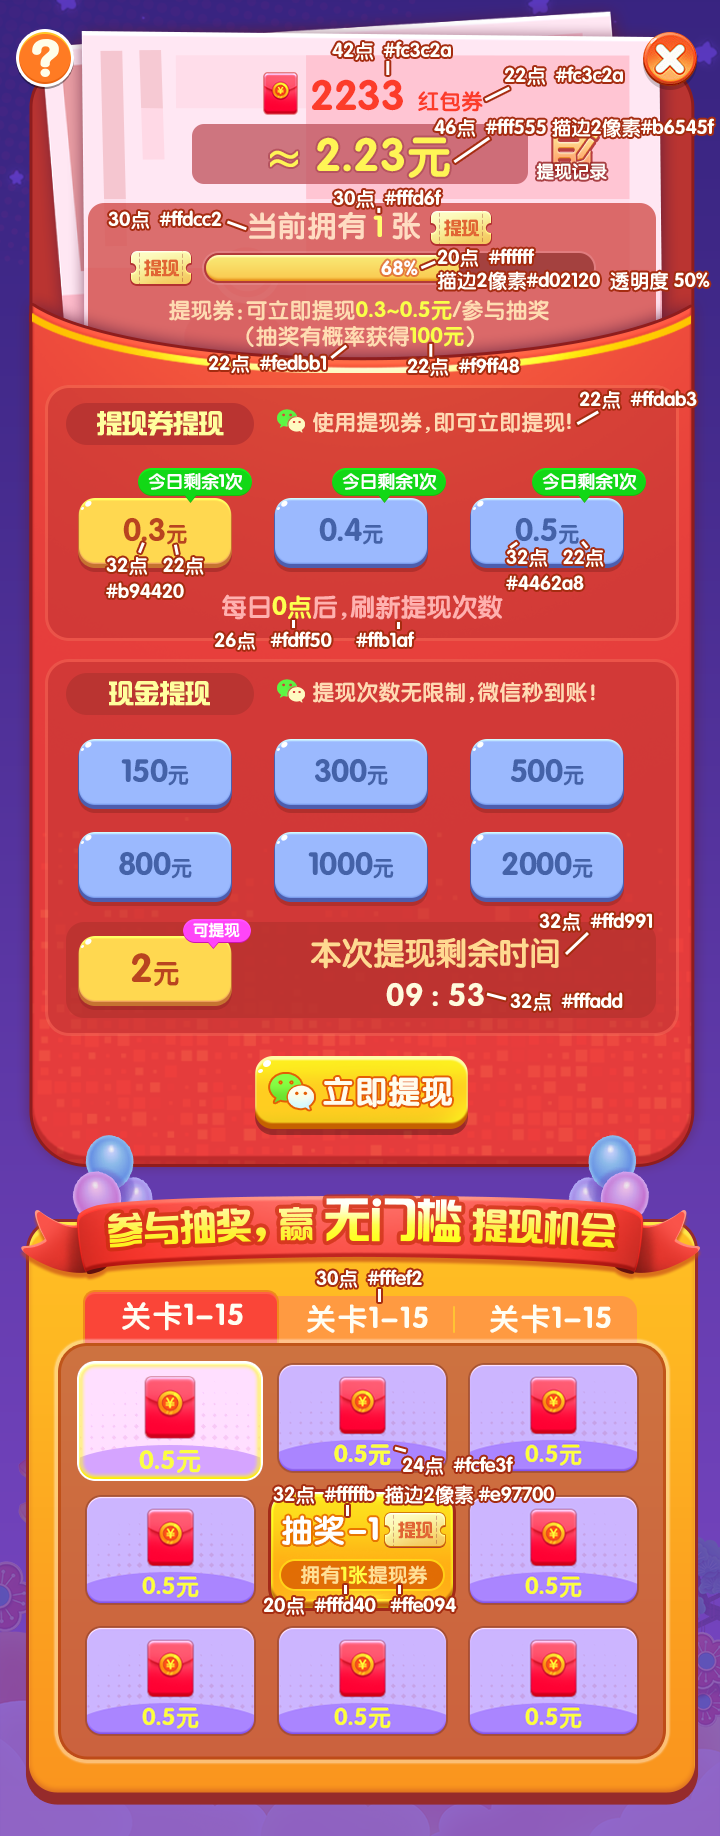 ?
42点 #fc3c2a
2233 红包券
22点 #fc3c2a
46点 #fff555 描边2像素#b6545f
≈ 2.23元
提现记录
30点 #fffd6f
30点 #ffdcc2
当前拥有1张 提现
20点 #ffffff
提现
68%
描边2像素#d02120 透明度 50%
提现券:可立即提现0.3~0.5元/参与抽奖
(抽奖有概率获得100元)
22点 #fedbb1
22点 #f9ff48
22点 #ffdab3
提现券提现
使用提现券,即可立即提现!
今日剩余1次
今日剩余1次
今日剩余1次
0.3元
0.4元
0.5元
32点 22点
#b94420
32点 22点
#4462a8
每日0点后,刷新提现次数
26点 #fdff50 #ffb1af
现金提现
提现次数无限制,微信秒到账!
150元
300元
500元
800元
1000元
2000元
可提现
2元
32点 #ffd991
本次提现剩余时间
09 : 53
32点 #fffadd
立即提现
参与抽奖,赢 无门槛 提现机会
30点 #fffef2
关卡1-15
关卡1-15
关卡1-15
0.5元
0.5元
0.5元
24点 #fcfe3f
32点 #fffffb 描边2像素 #e97700
抽奖-1 提现
拥有1张提现券
0.5元
0.5元
20点 #fffd40 #ffe094
0.5元
0.5元
0.5元